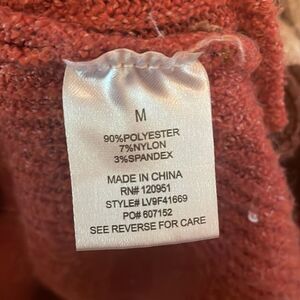 M
90%POLYESTER
7%NYLON
3%SPANDEX
MADE IN CHINA
RN# 120951
STYLE# LV9F41669
PO# 607152
SEE REVERSE FOR CARE